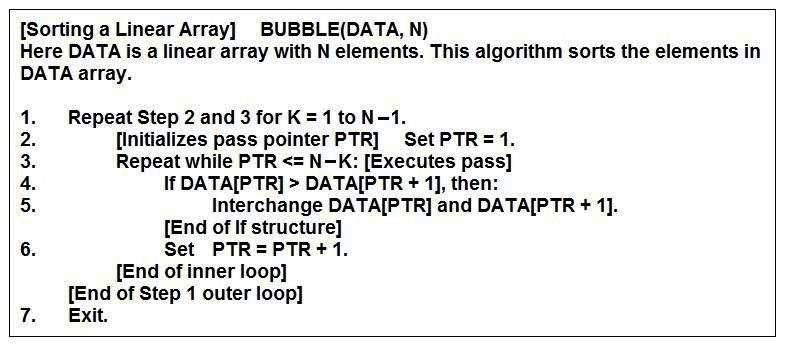 [Sorting a Linear Array] BUBBLE(DATA, N)
Here DATA is a linear array with N elements. This algorithm sorts the elements in
DATA array.
1. Repeat Step 2 and 3 for K = 1 to N–1.
2. [Initializes pass pointer PTR] Set PTR = 1.
3. Repeat while PTR <= N–K: [Executes pass]
4. If DATA[PTR] > DATA[PTR + 1], then:
5. Interchange DATA[PTR] and DATA[PTR + 1].
[End of If structure]
6. Set PTR = PTR + 1.
[End of inner loop]
[End of Step 1 outer loop]
7. Exit.